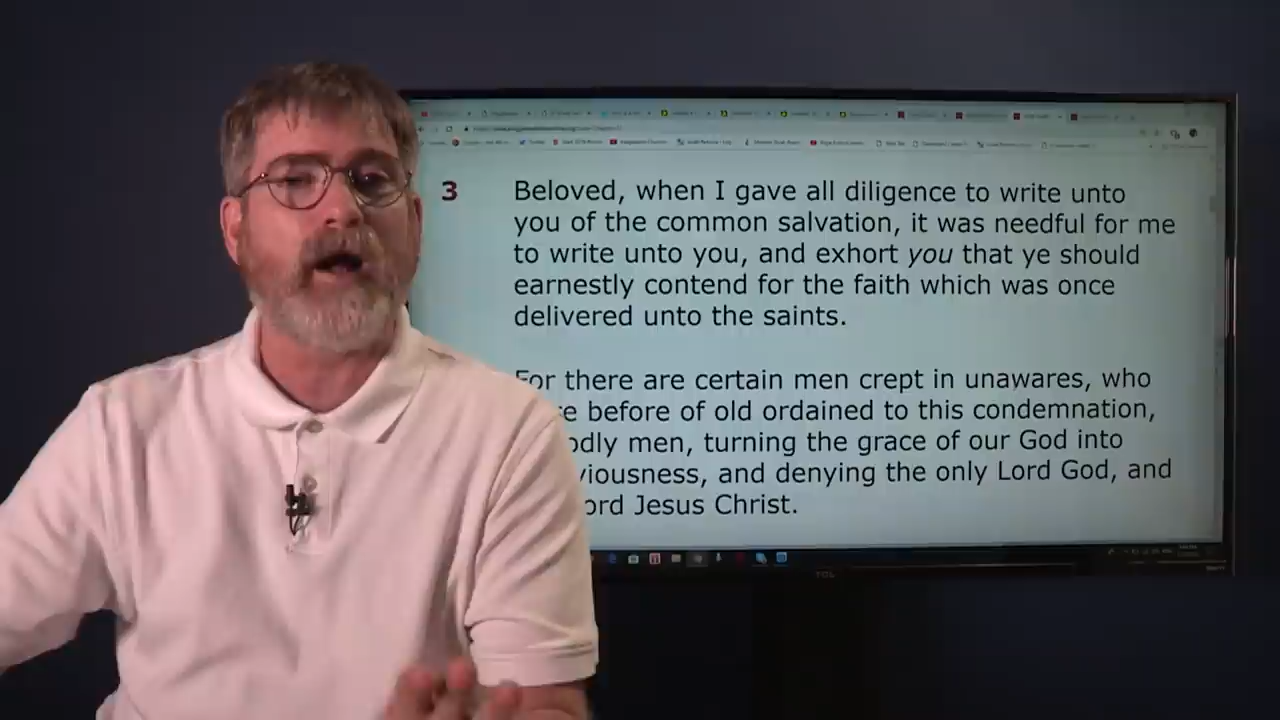 3
Beloved, when I gave all diligence to write unto
you of the common salvation, it was needful for me
to write unto you, and exhort you that ye should
earnestly contend for the faith which was once
delivered unto the saints.
For there are certain men crept in unawares, who
before of old ordained to this condemnation,
men, turning the grace of our God into
and denying the only Lord God, and
Jesus Christ.
TCL